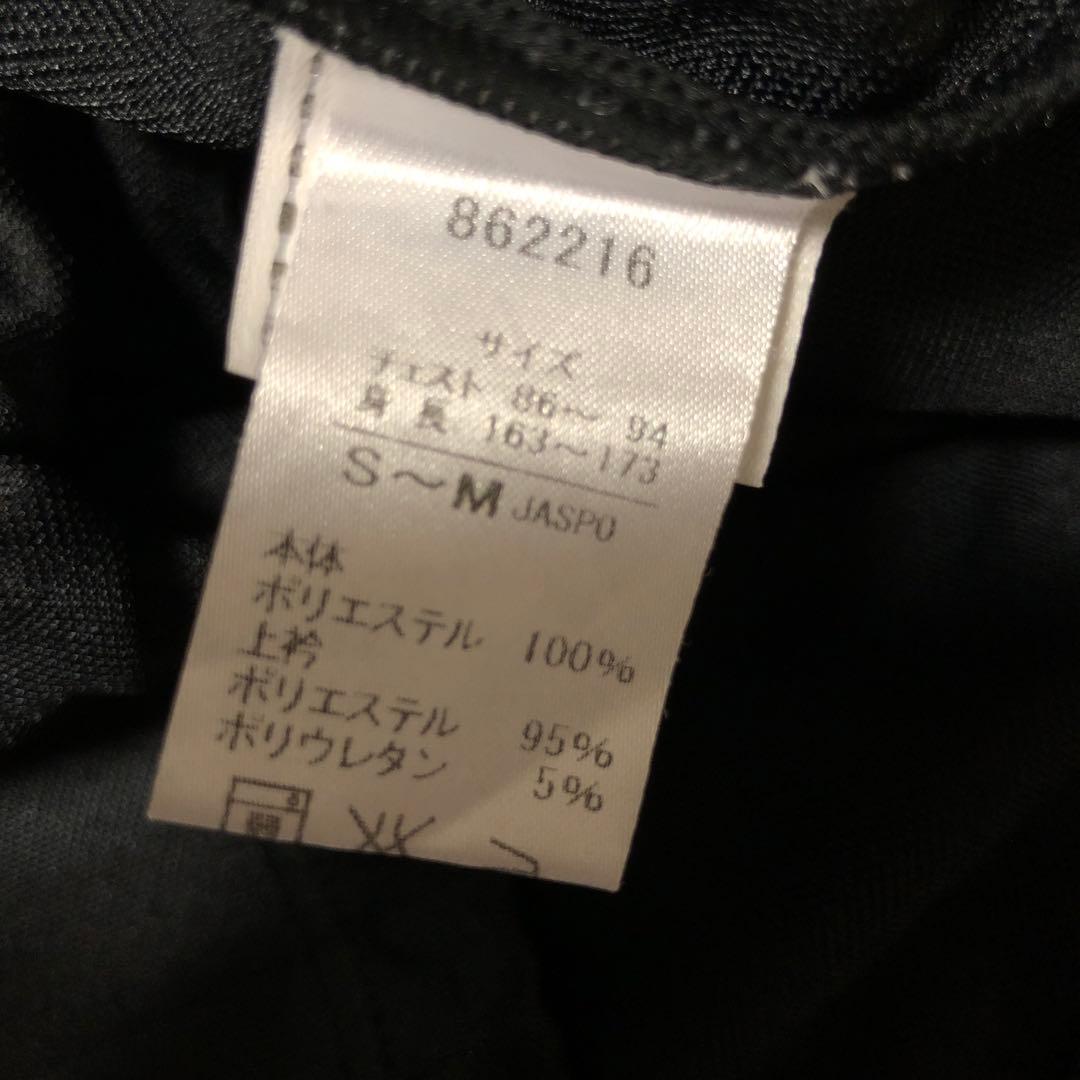 862216
サイズ
チェスト 86～ 94
身 長 163～173
S～M JASPO
本体
ポリエステル 100%
上衿
ポリエステル 95%
ポリウレタン 5%